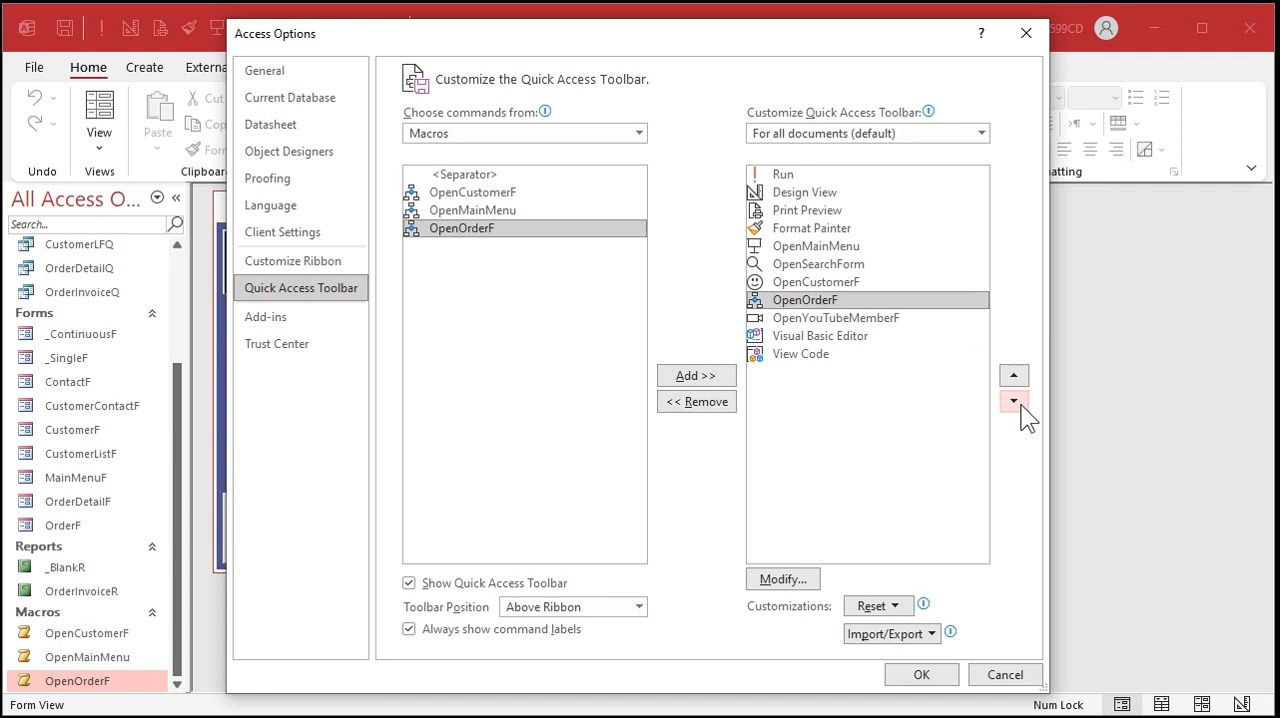 Access Options
?
599CD
File
Home
Create
Externa
Undo
View
Views
Paste
Cut
Cop
Form
Clipboard
atting
All Access O...
Search...
CustomerLFQ
OrderDetailQ
OrderInvoiceQ
Forms
_ContinuousF
_SingleF
ContactF
CustomerContactF
CustomerF
CustomerListF
MainMenuF
OrderDetailF
OrderF
Reports
_BlankR
OrderInvoiceR
Macros
OpenCustomerF
OpenMainMenu
OpenOrderF
General
Current Database
Datasheet
Object Designers
Proofing
Language
Client Settings
Customize Ribbon
Quick Access Toolbar
Add-ins
Trust Center
Customize the Quick Access Toolbar.
Choose commands from:
Macros
<Separator>
OpenCustomerF
OpenMainMenu
OpenOrderF
Add >>
<< Remove
Customize Quick Access Toolbar:
For all documents (default)
Run
Design View
Print Preview
Format Painter
OpenMainMenu
OpenSearchForm
OpenCustomerF
OpenOrderF
OpenYouTubeMemberF
Visual Basic Editor
View Code
Show Quick Access Toolbar
Toolbar Position
Above Ribbon
Always show command labels
Modify...
Customizations:
Reset
Import/Export
OK
Cancel
Form View
Num Lock